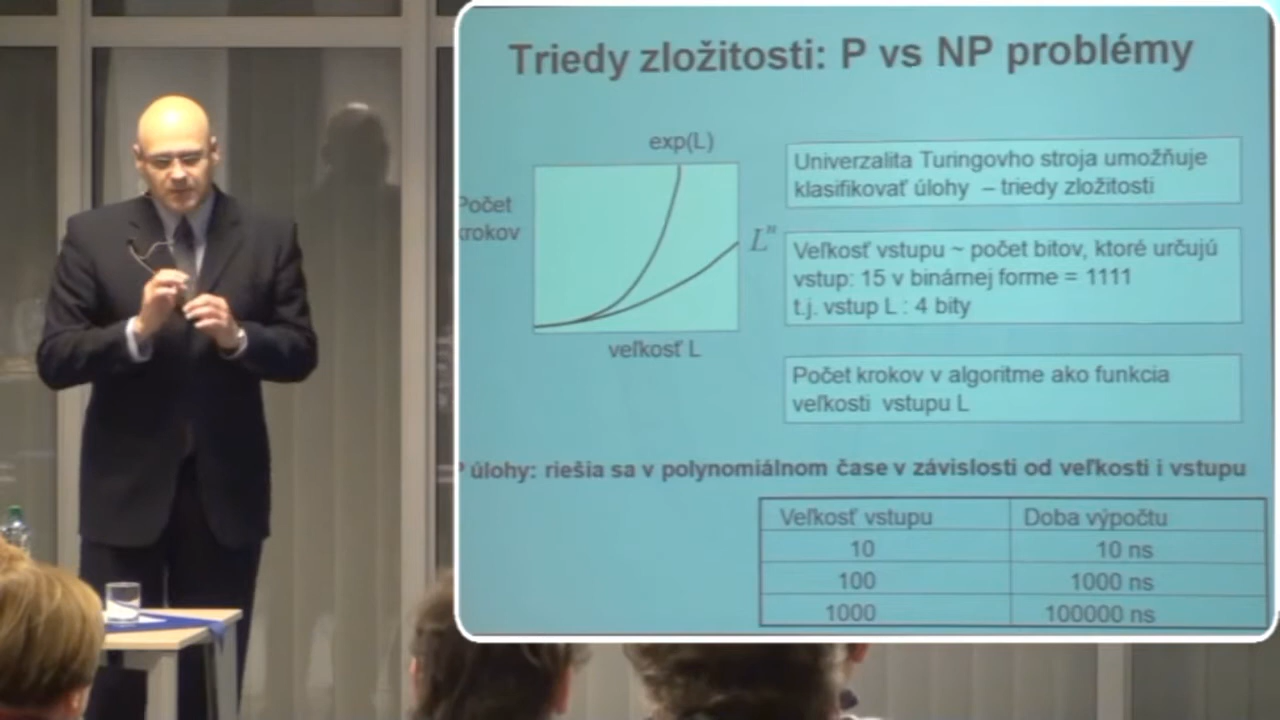 Triedy zložitosti: P vs NP problémy
exp(L)
Počet
krokov
L^n
veľkosť L
Univerzalita Turingovho stroja umožňuje
klasifikovať úlohy – triedy zložitosti
Veľkosť vstupu ~ počet bitov, ktoré určujú
vstup: 15 v binárnej forme = 1111
t.j. vstup L : 4 bity
Počet krokov v algoritme ako funkcia
veľkosti vstupu L
P úlohy: riešia sa v polynomiálnom čase v závislosti od veľkosti i vstupu
Veľkosť vstupu Doba výpočtu
10 10 ns
100 1000 ns
1000 100000 ns